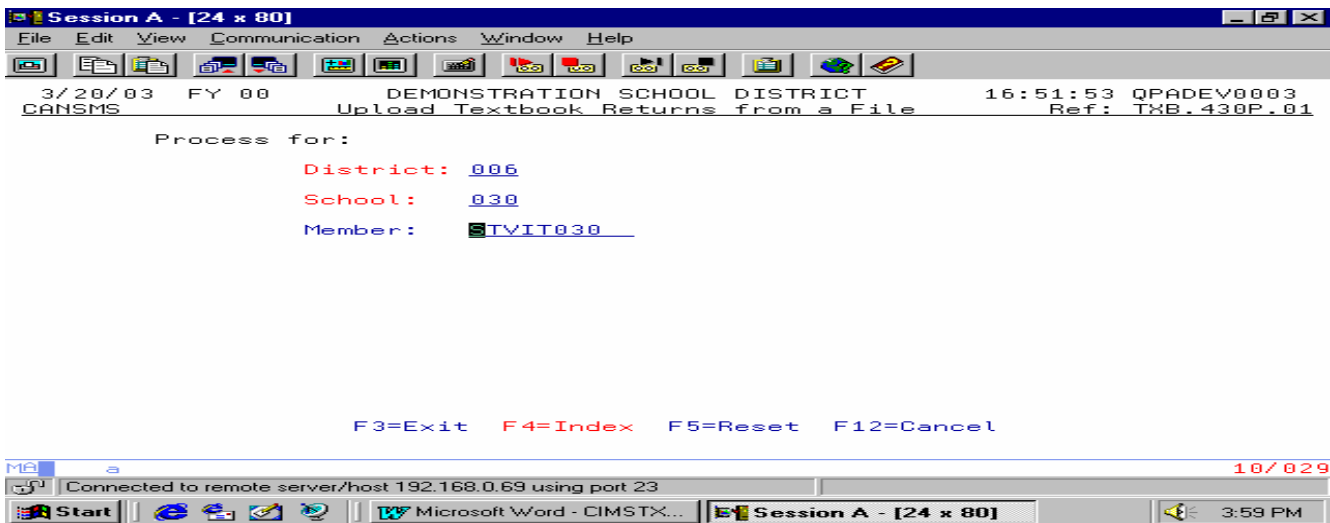 Session A - [24 x 80]
File Edit View Communication Actions Window Help
3/20/03 FY 00 DEMONSTRATION SCHOOL DISTRICT 16:51:53 QPADEV0003
CANSMS Upload Textbook Returns from a File Ref: TXB.430P.01
Process for:
District: 006
School: 030
Member: STVIT030
F3=Exit F4=Index F5=Reset F12=Cancel
MA a 10/029
Connected to remote server/host 192.168.0.69 using port 23
Start Microsoft Word - CIMSTX... Session A - [24 x 80] 3:59 PM